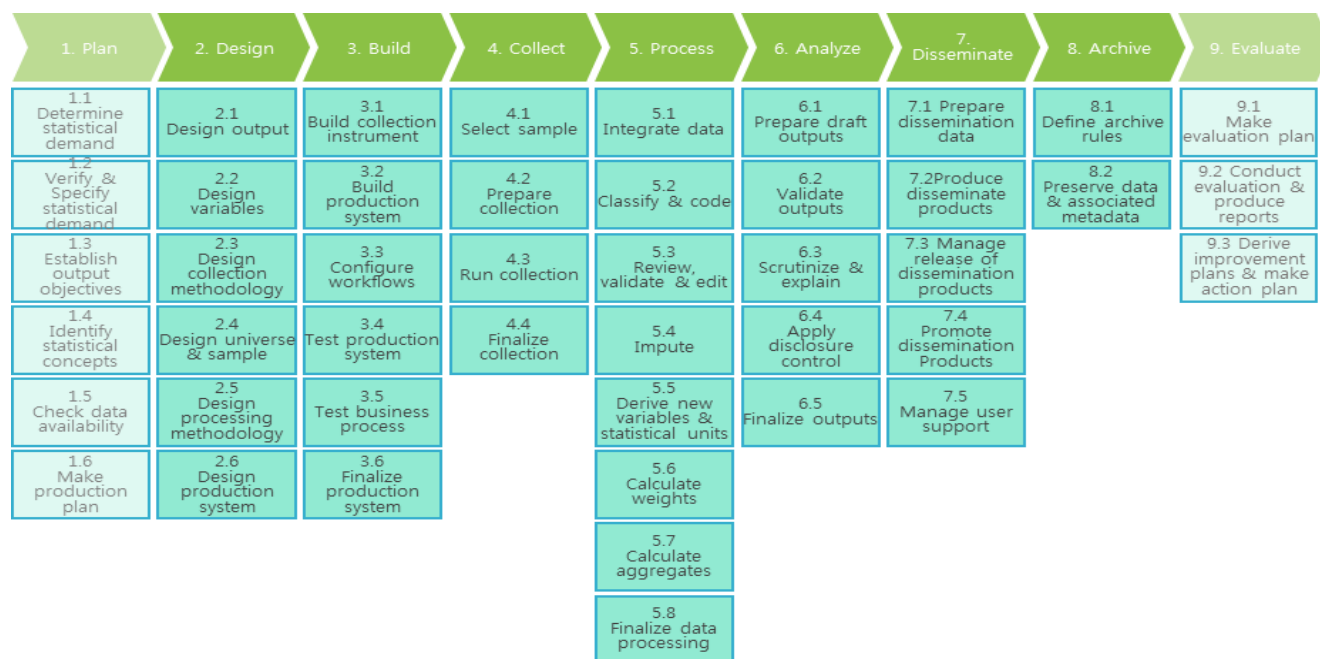 1. Plan
2. Design
3. Build
4. Collect
5. Process
6. Analyze
7.
Disseminate
8. Archive
9. Evaluate
1.1
Determine
statistical
demand
1.2
Verify &
Specify
statistical
demand
1.3
Establish
output
objectives
1.4
Identify
statistical
concepts
1.5
Check data
availability
1.6
Make
production
plan
2.1
Design output
2.2
Design
variables
2.3
Design
collection
methodology
2.4
Design universe
& sample
2.5
Design
processing
methodology
2.6
Design
production
system
3.1
Build collection
instrument
3.2
Build
production
system
3.3
Configure
workflows
3.4
Test production
system
3.5
Test business
process
3.6
Finalize
production
system
4.1
Select sample
4.2
Prepare
collection
4.3
Run collection
4.4
Finalize
collection
5.1
Integrate data
5.2
Classify & code
5.3
Review,
validate & edit
5.4
Impute
5.5
Derive new
variables &
statistical units
5.6
Calculate
weights
5.7
Calculate
aggregates
5.8
Finalize data
processing
6.1
Prepare draft
outputs
6.2
Validate
outputs
6.3
Scrutinize &
explain
6.4
Apply
disclosure
control
6.5
Finalize outputs
7.1 Prepare
dissemination
data
7.2Produce
disseminate
products
7.3 Manage
release of
dissemination
products
7.4
Promote
dissemination
Products
7.5
Manage user
support
8.1
Define archive
rules
8.2
Preserve data
& associated
metadata
9.1
Make
evaluation plan
9.2 Conduct
evaluation &
produce
reports
9.3 Derive
improvement
plans & make
action plan